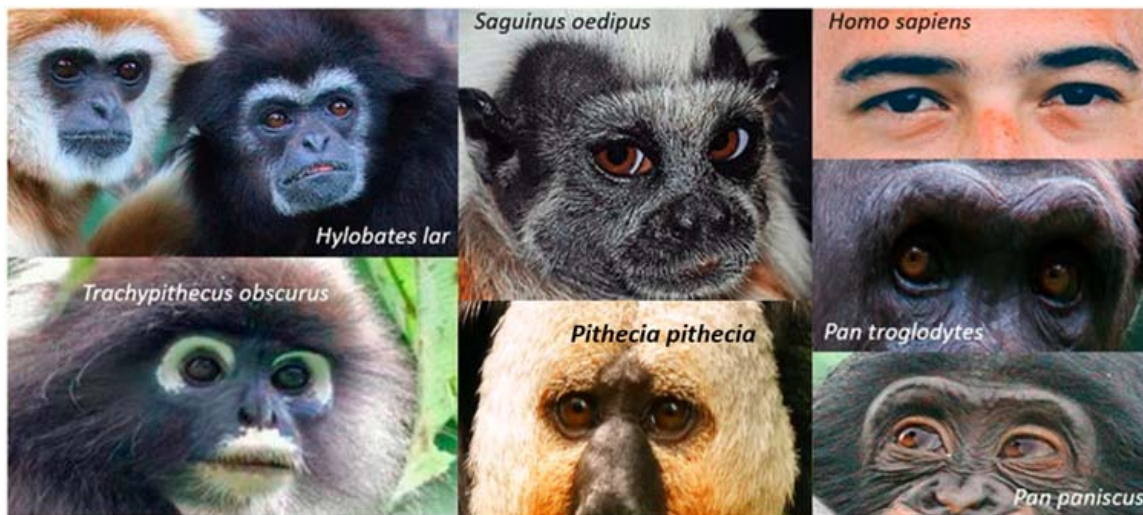 Saguinus oedipus
Homo sapiens
Hylobates lar
Trachypithecus obscurus
Pithecia pithecia
Pan troglodytes
Pan paniscus